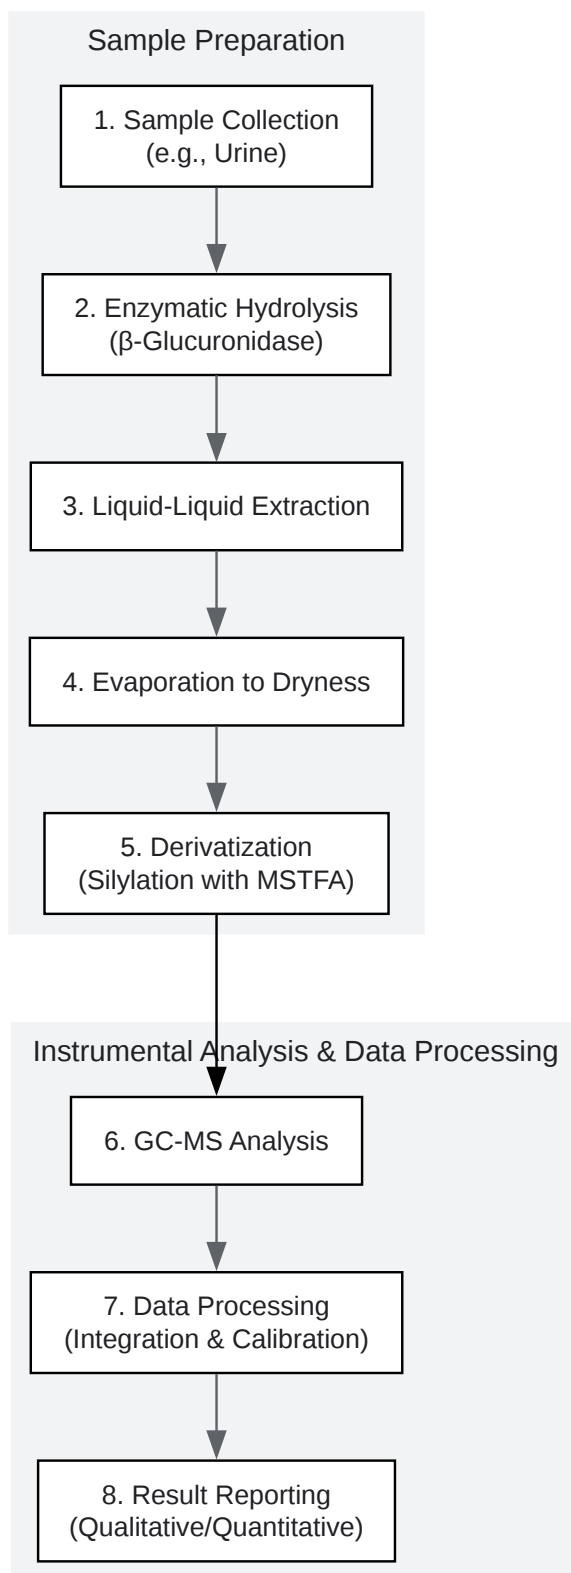 Sample Preparation
1. Sample Collection
(e.g., Urine)
2. Enzymatic Hydrolysis
(β-Glucuronidase)
3. Liquid-Liquid Extraction
4. Evaporation to Dryness
5. Derivatization
(Silylation with MSTFA)
Instrumental Analysis & Data Processing
6. GC-MS Analysis
7. Data Processing
(Integration & Calibration)
8. Result Reporting
(Qualitative/Quantitative)